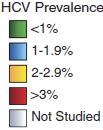 HCV Prevalence
<1%
1-1.9%
2-2.9%
>3%
Not Studied